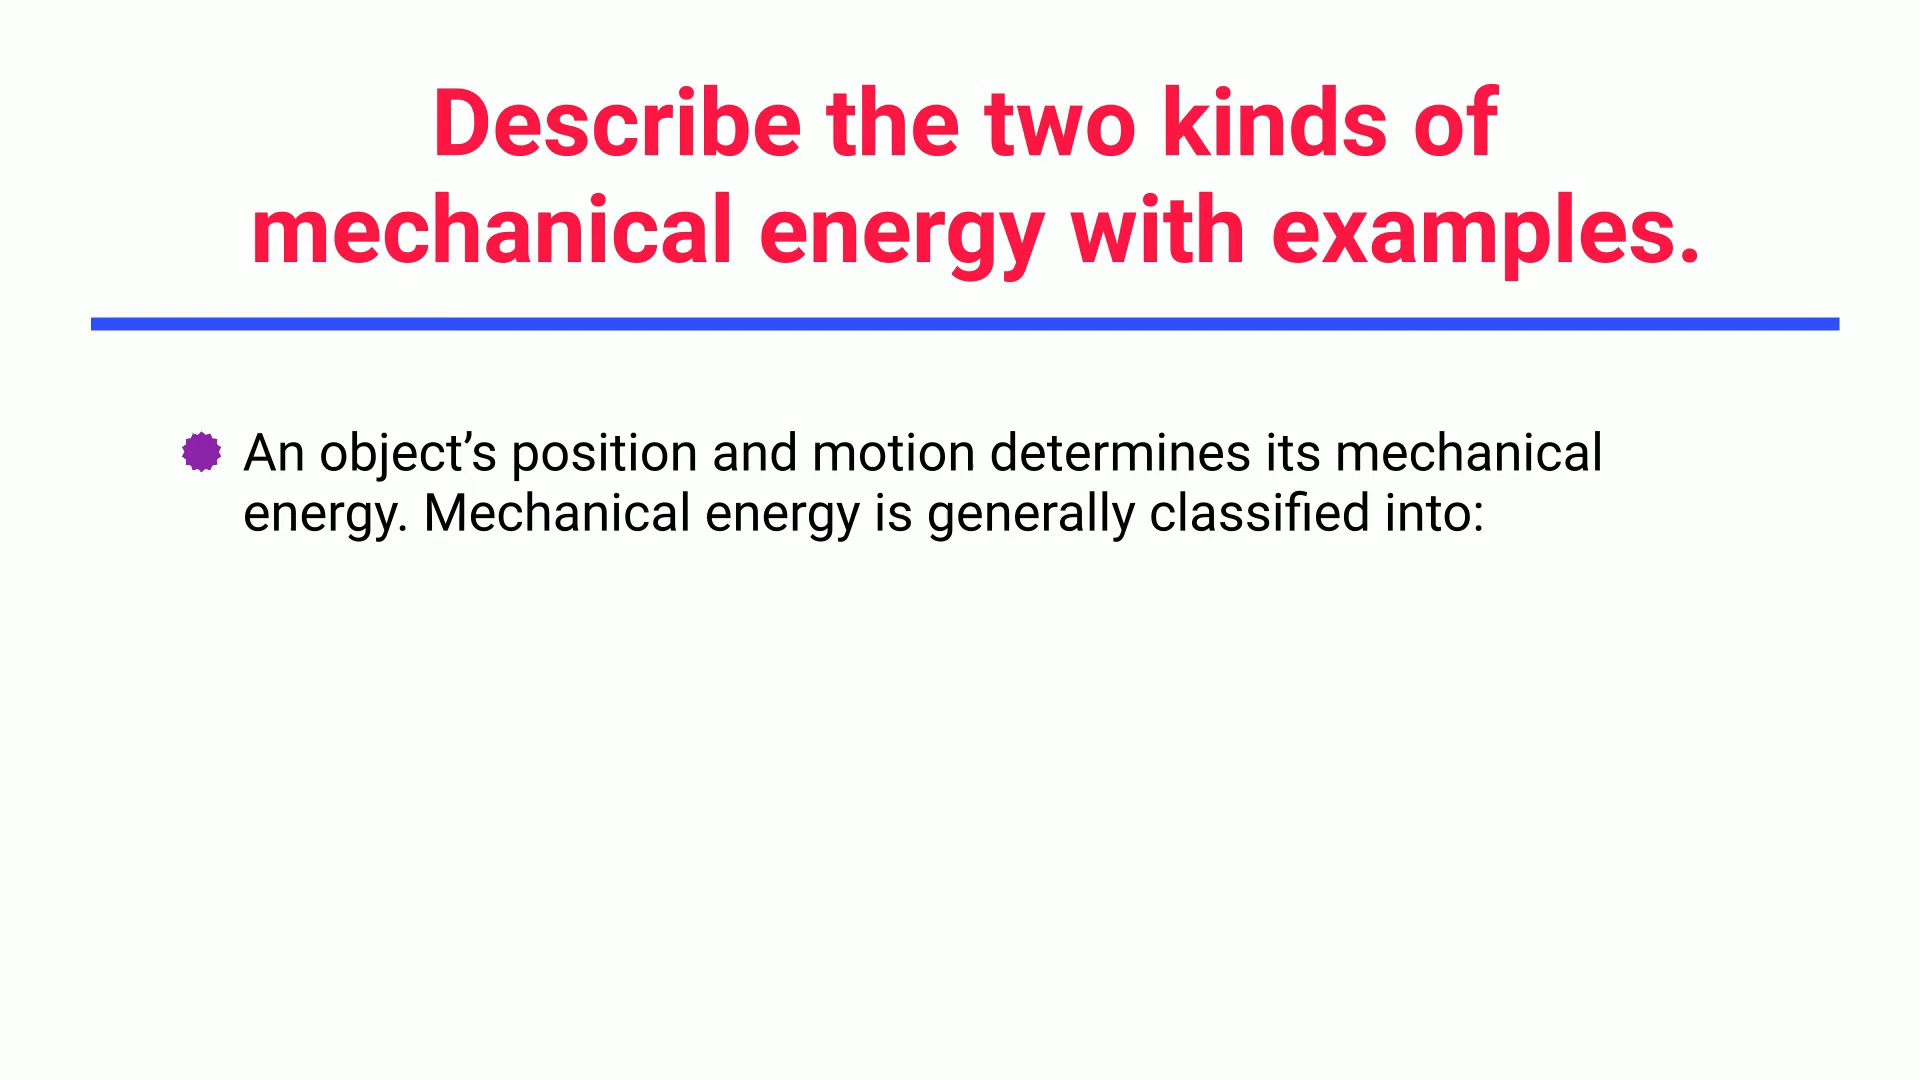 Describe the two kinds of
mechanical energy with examples.
An object’s position and motion determines its mechanical
energy. Mechanical energy is generally classified into: